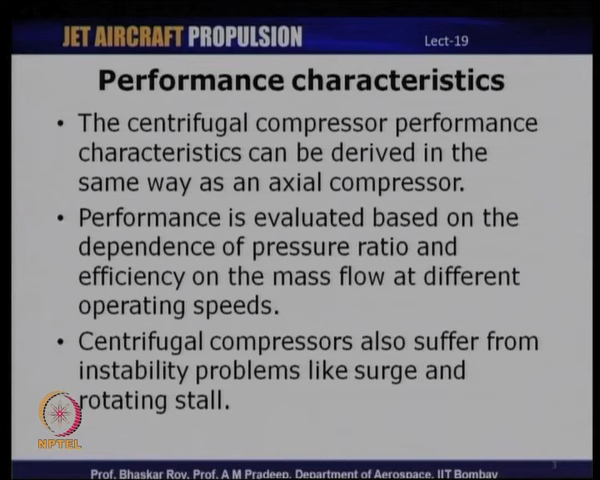 JET AIRCRAFT PROPULSION
Lect-19
Performance characteristics
• The centrifugal compressor performance
characteristics can be derived in the
same way as an axial compressor.
• Performance is evaluated based on the
dependence of pressure ratio and
efficiency on the mass flow at different
operating speeds.
• Centrifugal compressors also suffer from
instability problems like surge and
rotating stall.
NPTEL
3
Prof. Bhaskar Roy, Prof. A M Pradeep, Department of Aerospace, IIT Bombay